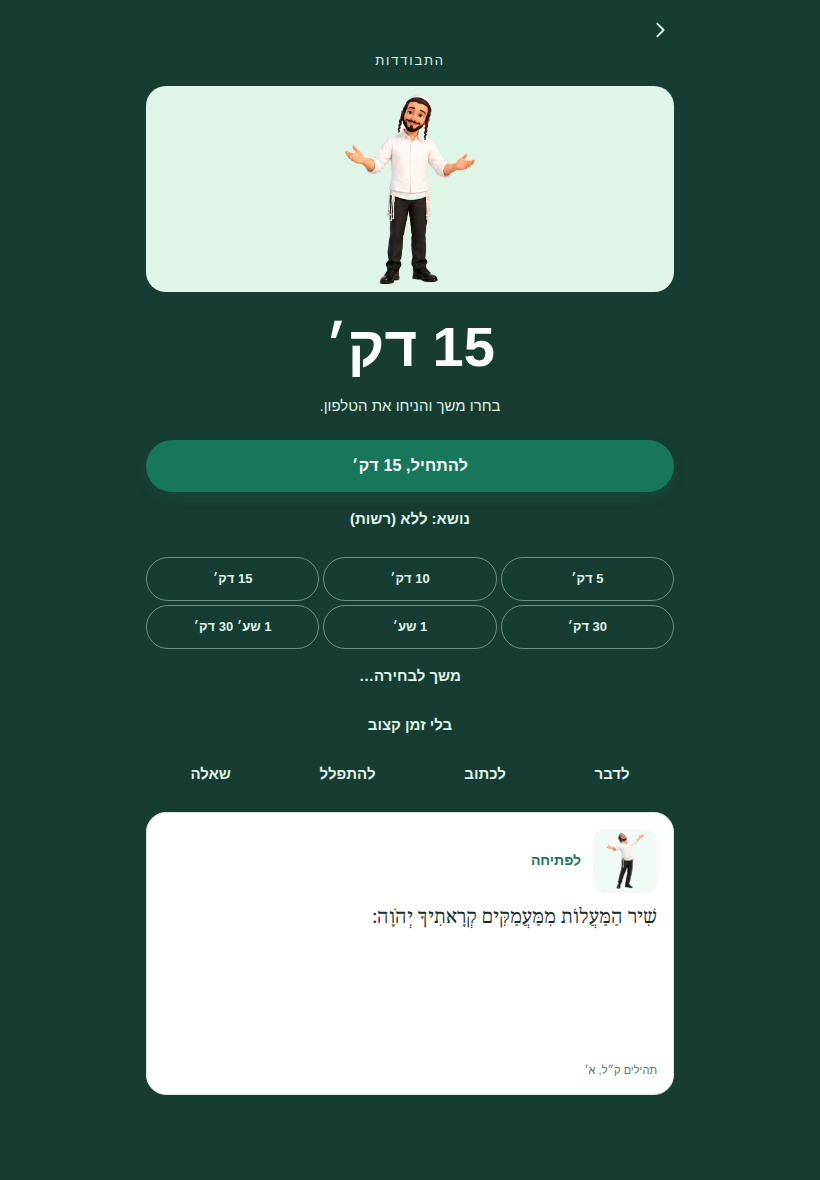 התבודדות
15 דק׳
בחרו משך והניחו את הטלפון.
להתחיל, 15 דק׳
נושא: ללא (רשות)
5 דק׳
10 דק׳
15 דק׳
30 דק׳
1 שע׳
1 שע׳ 30 דק׳
משך לבחירה…
בלי זמן קצוב
לדבר
לכתוב
להתפלל
שאלה
לפתיחה
שִׁיר הַמַּעֲלוֹת מִמַּעֲמַקִּים קְרָאתִיךָ יְהֹוָה:
תהילים ק״ל, א׳